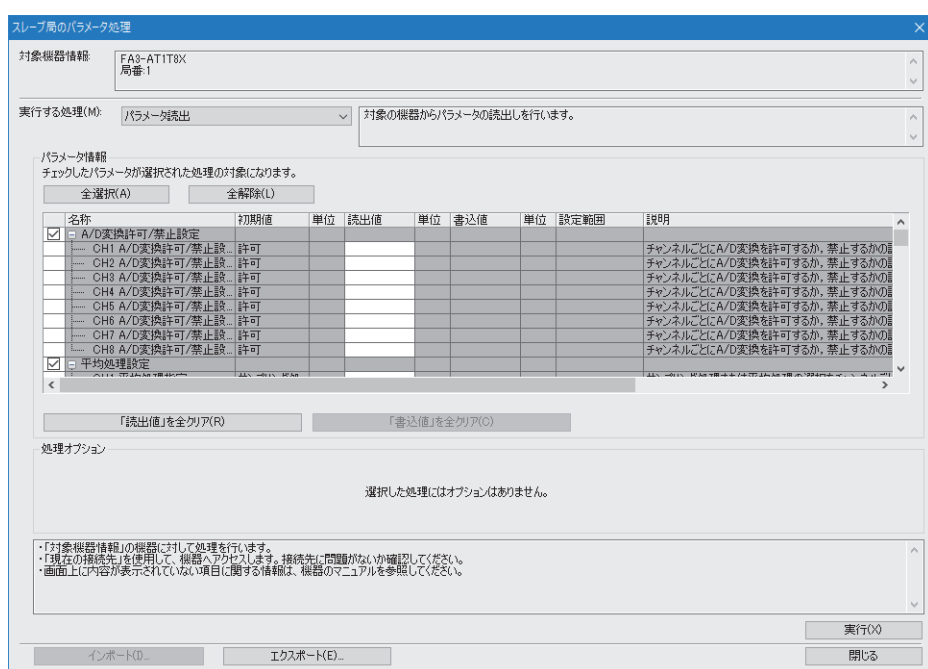 スレーブ局のパラメータ処理
対象機器情報:
FA3-AT1T8X
局番:1
実行する処理(M):
パラメータ読出
対象の機器からパラメータの読出しを行います。
パラメータ情報
チェックしたパラメータが選択された処理の対象になります。
全選択(A) 全解除(L)
名称 初期値 単位 読出値 単位 書込値 単位 設定範囲 説明
A/D変換許可/禁止設定
CH1 A/D変換許可/禁止設... 許可 チャンネルごとにA/D変換を許可するか,禁止するかの
CH2 A/D変換許可/禁止設... 許可 チャンネルごとにA/D変換を許可するか,禁止するかの
CH3 A/D変換許可/禁止設... 許可 チャンネルごとにA/D変換を許可するか,禁止するかの
CH4 A/D変換許可/禁止設... 許可 チャンネルごとにA/D変換を許可するか,禁止するかの
CH5 A/D変換許可/禁止設... 許可 チャンネルごとにA/D変換を許可するか,禁止するかの
CH6 A/D変換許可/禁止設... 許可 チャンネルごとにA/D変換を許可するか,禁止するかの
CH7 A/D変換許可/禁止設... 許可 チャンネルごとにA/D変換を許可するか,禁止するかの
CH8 A/D変換許可/禁止設... 許可 チャンネルごとにA/D変換を許可するか,禁止するかの
平均処理設定
「読出値」を全クリア(R) 「書込値」を全クリア(C)
処理オプション
選択した処理にはオプションはありません。
・「対象機器情報」の機器に対して処理を行います。
・「現在の接続先」を使用して、機器へアクセスします。接続先に問題がないか確認してください。
・画面上に内容が表示されていない項目に関する情報は、機器のマニュアルを参照してください。
実行(X)
インポート(I)... エクスポート(E)... 閉じる